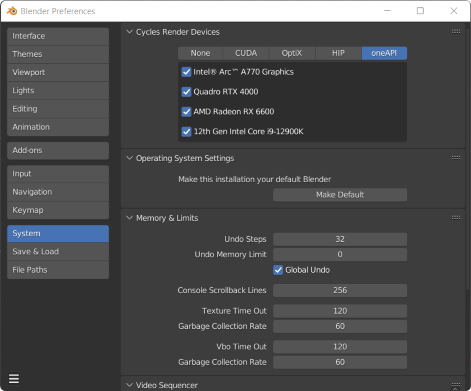 Blender Preferences
Interface
Themes
Viewport
Lights
Editing
Animation
Add-ons
Input
Navigation
Keymap
System
Save & Load
File Paths
Cycles Render Devices
None CUDA OptiX HIP oneAPI
Intel® Arc™ A770 Graphics
Quadro RTX 4000
AMD Radeon RX 6600
12th Gen Intel Core i9-12900K
Operating System Settings
Make this installation your default Blender
Make Default
Memory & Limits
Undo Steps 32
Undo Memory Limit 0
Global Undo
Console Scrollback Lines 256
Texture Time Out 120
Garbage Collection Rate 60
Vbo Time Out 120
Garbage Collection Rate 60
Video Sequencer